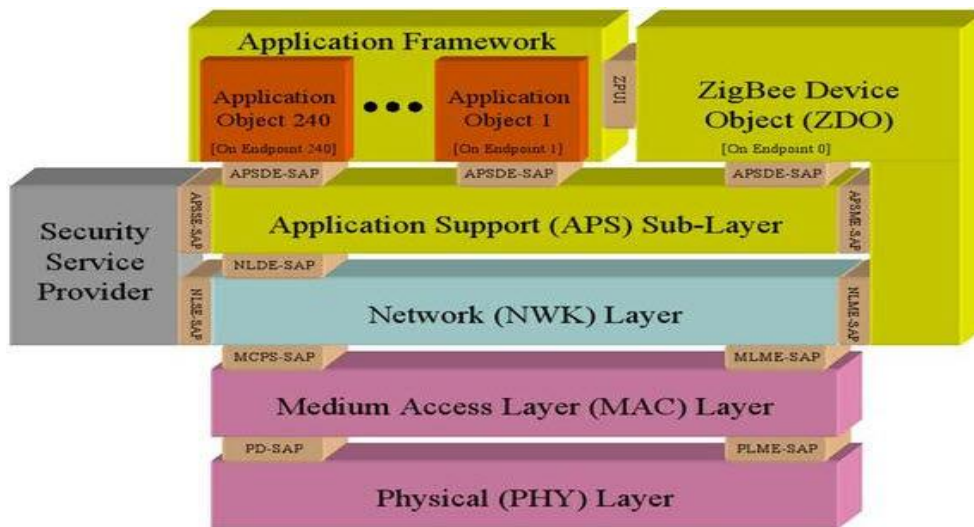 Application Framework
Application
Object 240
[On Endpoint 240]
Application
Object 1
[On Endpoint 1]
ZPUI
ZigBee Device
Object (ZDO)
[On Endpoint 0]
APSDE-SAP
APSDE-SAP
APSDE-SAP
Security
Service
Provider
APSSE-SAP
Application Support (APS) Sub-Layer
APSME-SAP
NLDE-SAP
NLSE-SAP
Network (NWK) Layer
NLME-SAP
MCPS-SAP
MLME-SAP
Medium Access Layer (MAC) Layer
PD-SAP
PLME-SAP
Physical (PHY) Layer